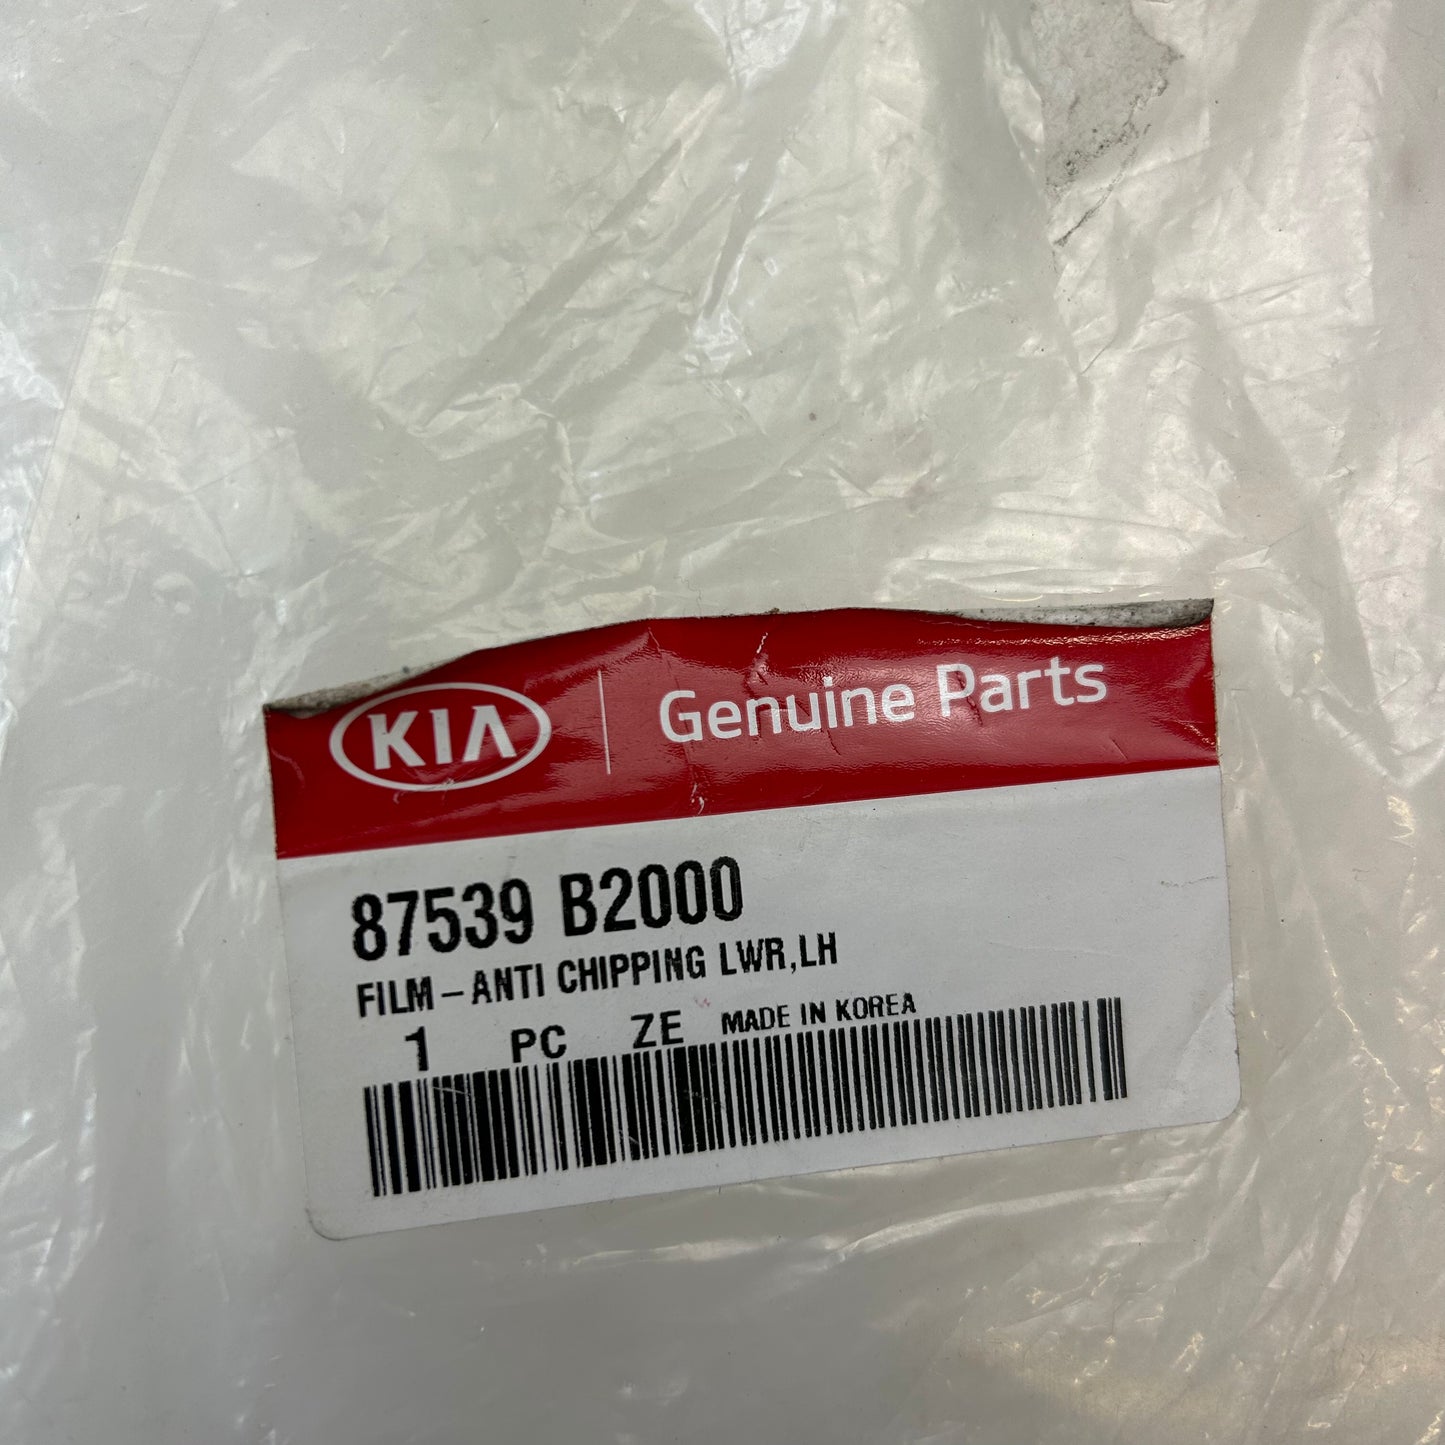 KIA | Genuine Parts
87539 B2000
FILM-ANTI CHIPPING LWR,LH
1 PC ZE MADE IN KOREA